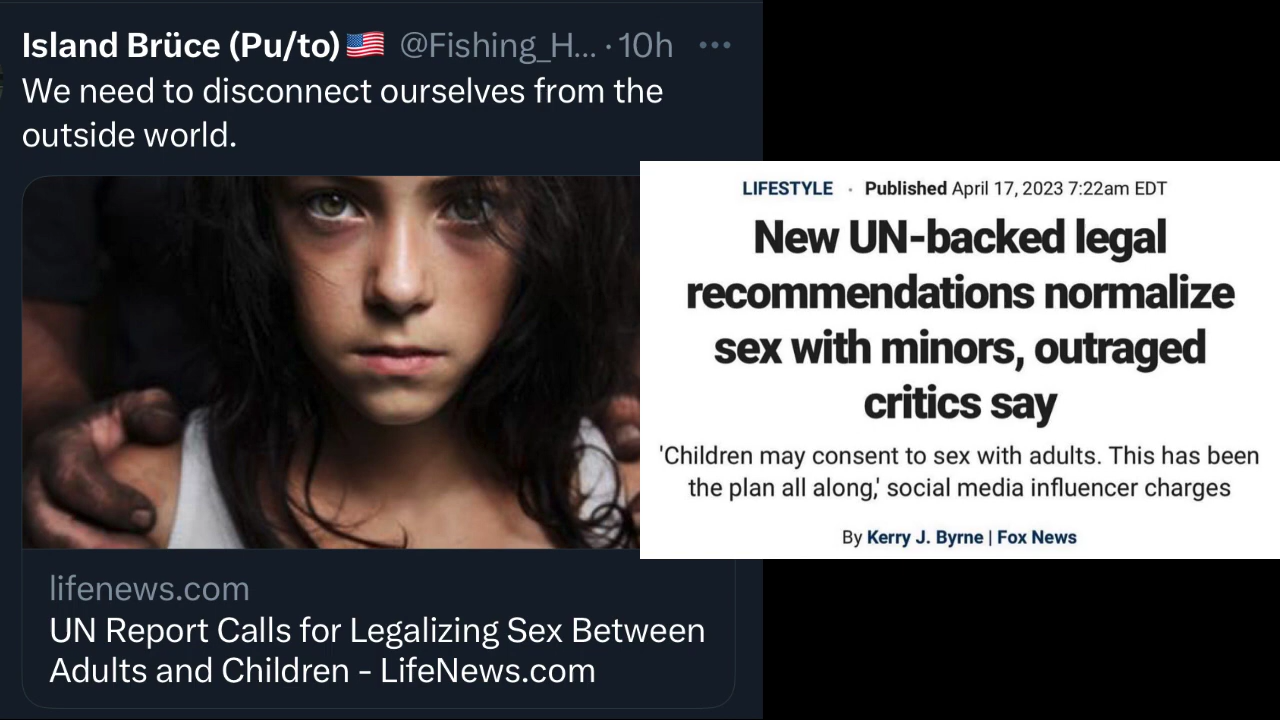 Island Brüce (Pu/to) 🇺🇸 @Fishing_H... · 10h ...
We need to disconnect ourselves from the
outside world.
lifenews.com
UN Report Calls for Legalizing Sex Between
Adults and Children - LifeNews.com
LIFESTYLE · Published April 17, 2023 7:22am EDT
New UN-backed legal
recommendations normalize
sex with minors, outraged
critics say
'Children may consent to sex with adults. This has been
the plan all along,' social media influencer charges
By Kerry J. Byrne | Fox News